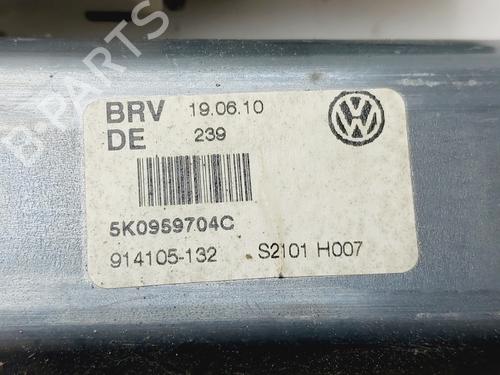 BRV 19.06.10
DE 239
5K0959704C
914105-132 S2101 H007
B-PARTS